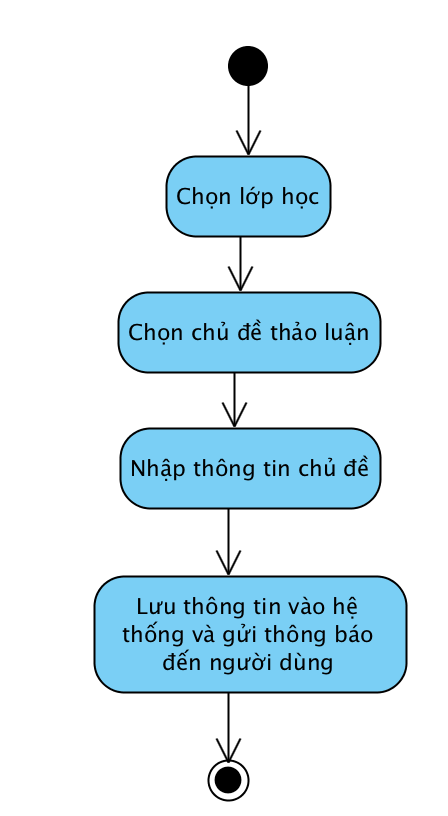 Chọn lớp học
Chọn chủ đề thảo luận
Nhập thông tin chủ đề
Lưu thông tin vào hệ
thống và gửi thông báo
đến người dùng